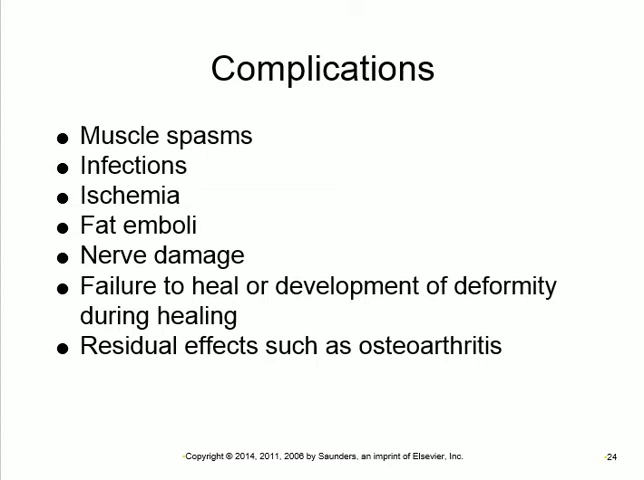 Complications
● Muscle spasms
● Infections
● Ischemia
● Fat emboli
● Nerve damage
● Failure to heal or development of deformity
during healing
● Residual effects such as osteoarthritis
•Copyright © 2014, 2011, 2006 by Saunders, an imprint of Elsevier, Inc.
•24